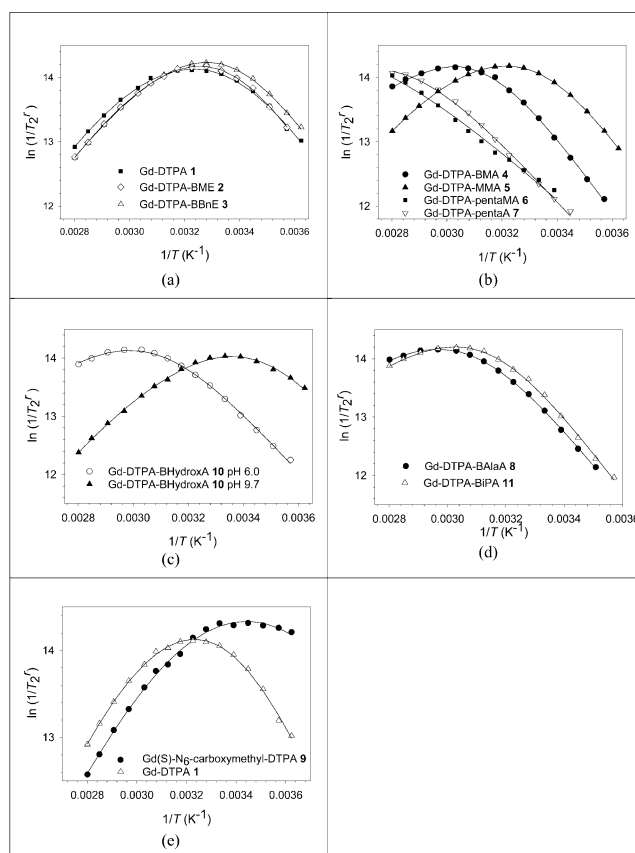 14
13
12
0.0028 0.0030 0.0032 0.0034 0.0036
ln (1/T2r)
1/T (K-1)
Gd-DTPA 1
Gd-DTPA-BME 2
Gd-DTPA-BBnE 3
(a)
14
13
12
0.0028 0.0030 0.0032 0.0034 0.0036
ln (1/T2r)
1/T (K-1)
Gd-DTPA-BMA 4
Gd-DTPA-MMA 5
Gd-DTPA-pentaMA 6
Gd-DTPA-pentaA 7
(b)
14
13
12
0.0028 0.0030 0.0032 0.0034 0.0036
ln (1/T2r)
1/T (K-1)
Gd-DTPA-BHydroxA 10 pH 6.0
Gd-DTPA-BHydroxA 10 pH 9.7
(c)
14
13
12
0.0028 0.0030 0.0032 0.0034 0.0036
ln (1/T2r)
1/T (K-1)
Gd-DTPA-BAlaA 8
Gd-DTPA-BiPA 11
(d)
14
13
0.0028 0.0030 0.0032 0.0034 0.0036
ln (1/T2r)
1/T (K-1)
Gd(S)-N6-carboxymethyl-DTPA 9
Gd-DTPA 1
(e)